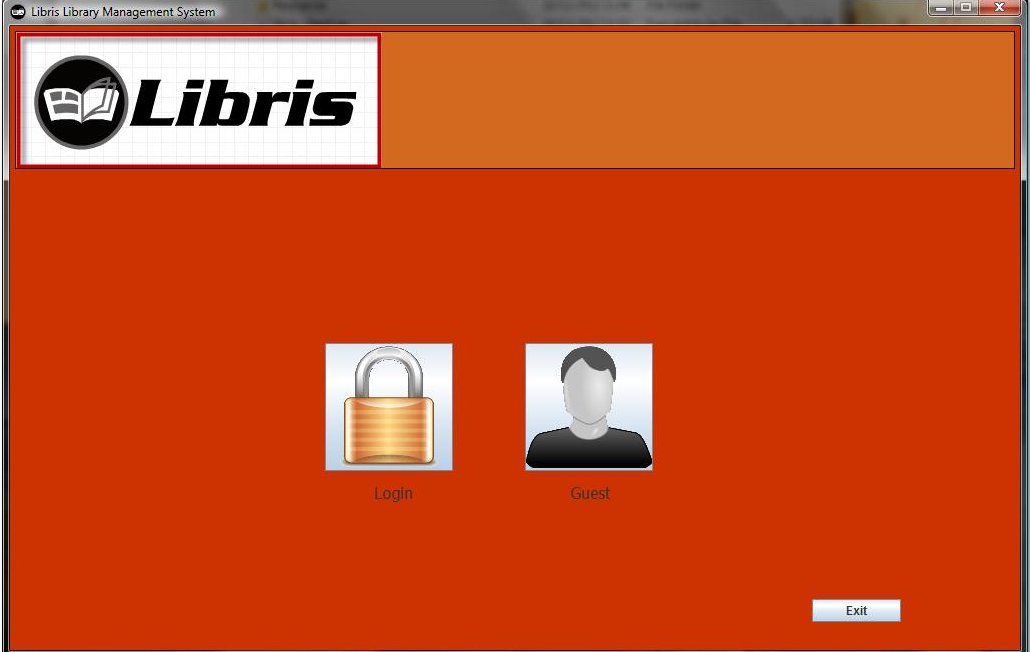 Libris Library Management System
Libris
Login
Guest
Exit